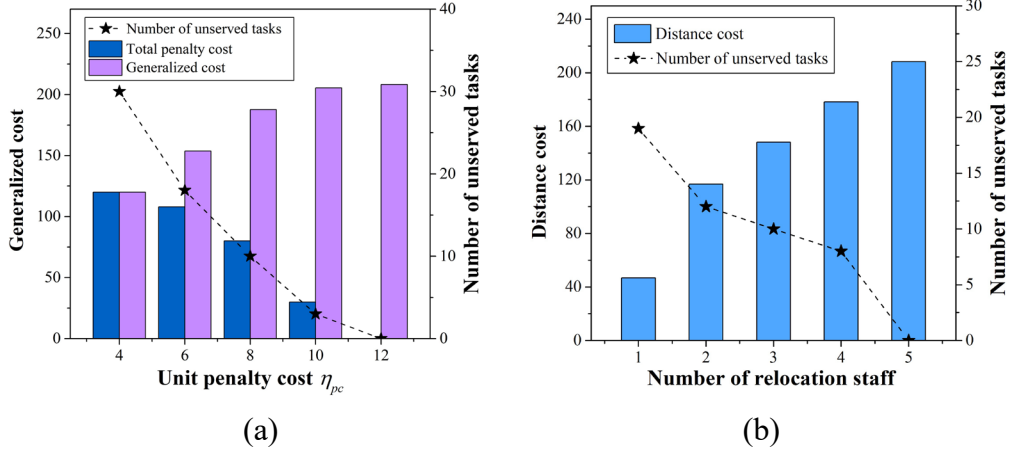 Number of unserved tasks
Total penalty cost
Generalized cost
250
200
150
100
50
0
Generalized cost
40
30
20
10
0
Number of unserved tasks
4 6 8 10 12
Unit penalty cost η_pc
(a)
Distance cost
Number of unserved tasks
240
200
160
120
80
40
0
Distance cost
30
25
20
15
10
5
0
Number of unserved tasks
1 2 3 4 5
Number of relocation staff
(b)